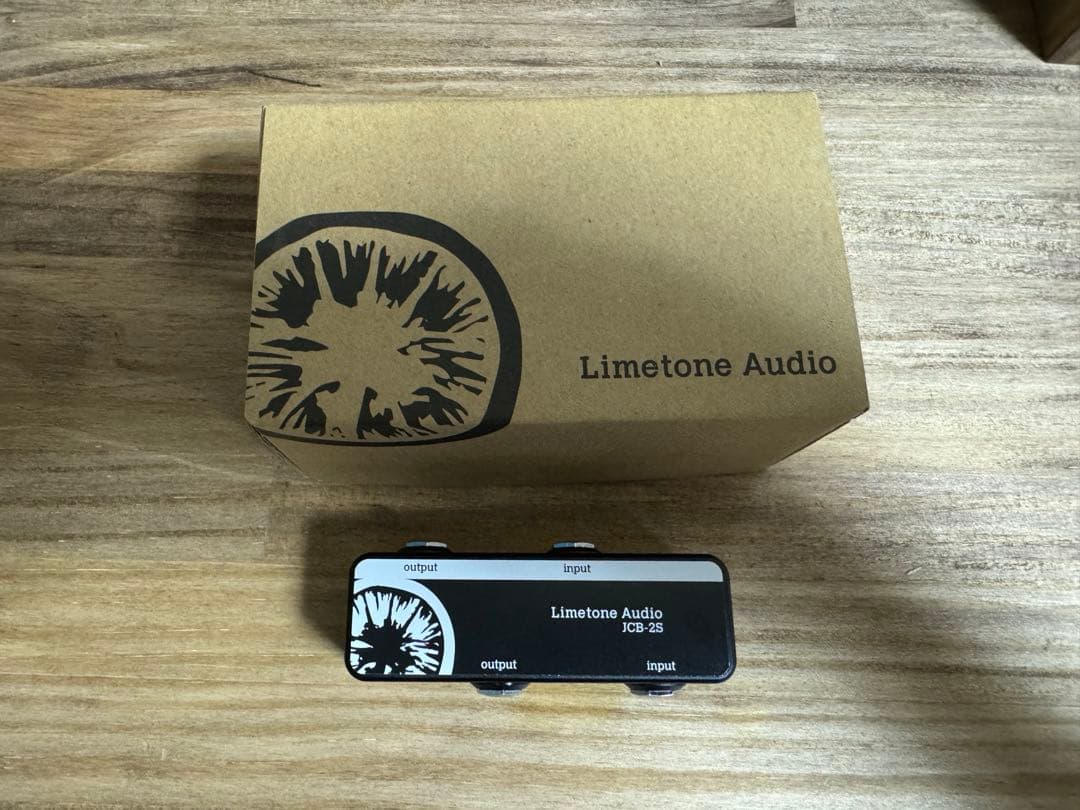 Limetone Audio
output input
Limetone Audio
JCB-2S
output input